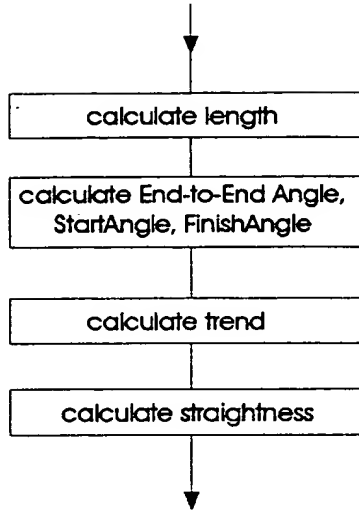 calculate length
calculate End-to-End Angle,
StartAngle, FinishAngle
calculate trend
calculate straightness